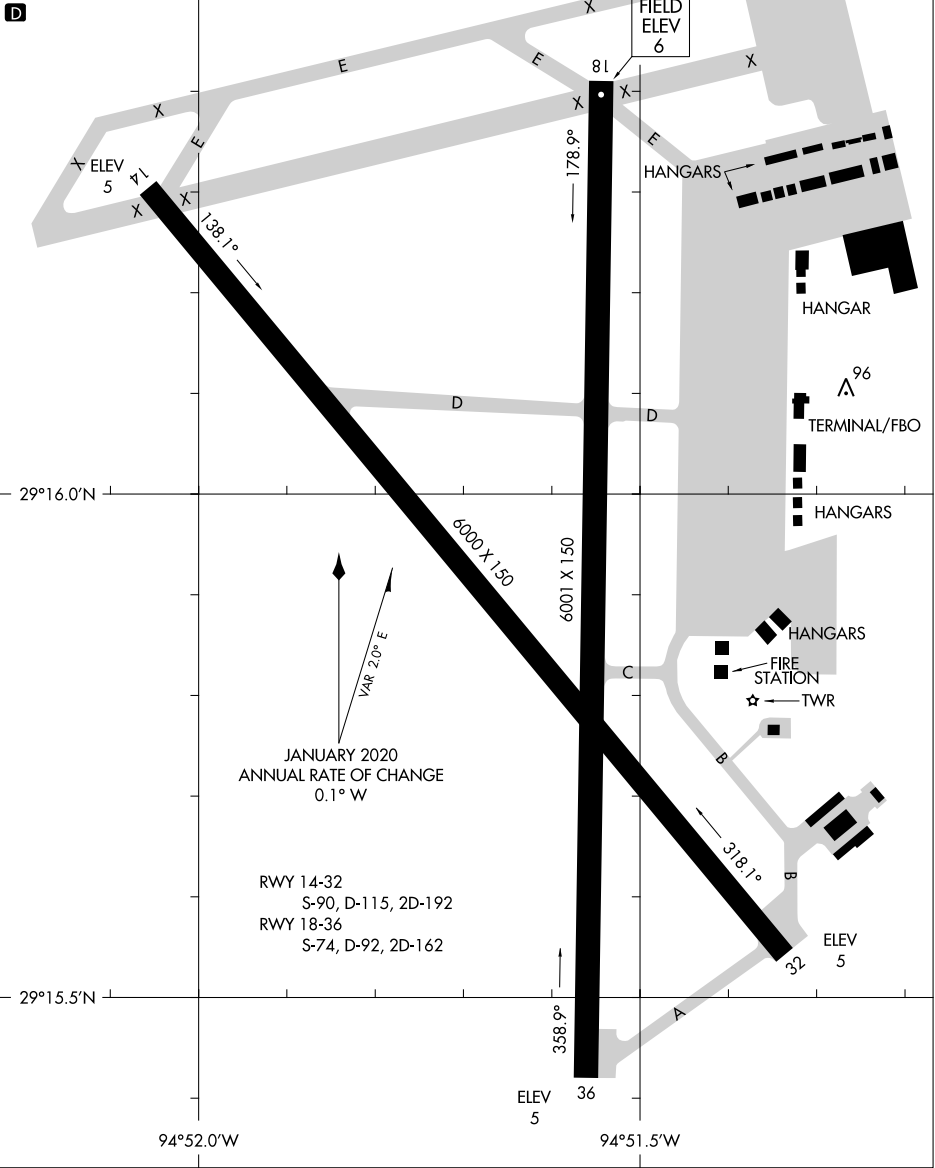 D
FIELD
ELEV
6
X
E
E
X
18
X
X
X
E
E
178.9°
X
ELEV
5
14
X
X
HANGARS
138.1°
HANGAR
96
D
D
TERMINAL/FBO
29°16.0'N
HANGARS
6000 X 150
6001 X 150
VAR 2.0° E
HANGARS
C
FIRE
STATION
TWR
JANUARY 2020
ANNUAL RATE OF CHANGE
0.1° W
B
318.1°
B
RWY 14-32
S-90, D-115, 2D-192
RWY 18-36
S-74, D-92, 2D-162
ELEV
5
32
29°15.5'N
358.9°
A
36
ELEV
5
94°52.0'W
94°51.5'W